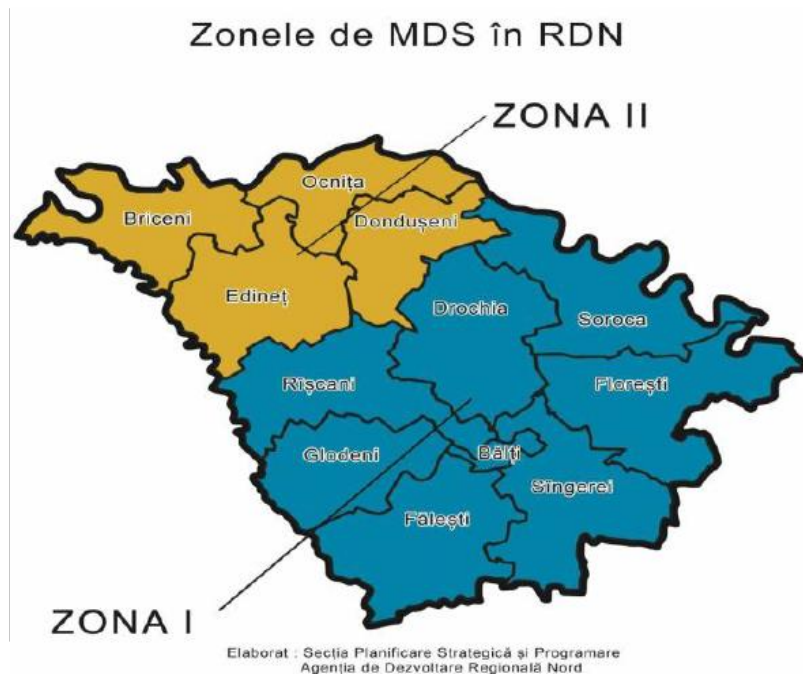 Zonele de MDS în RDN
ZONA II
Ocnița
Briceni
Dondușeni
Edineț
Drochia
Soroca
Rîșcani
Florești
Glodeni
Bălți
Sîngerei
Fălești
ZONA I
Elaborat : Secția Planificare Strategică și Programare
Agenția de Dezvoltare Regională Nord